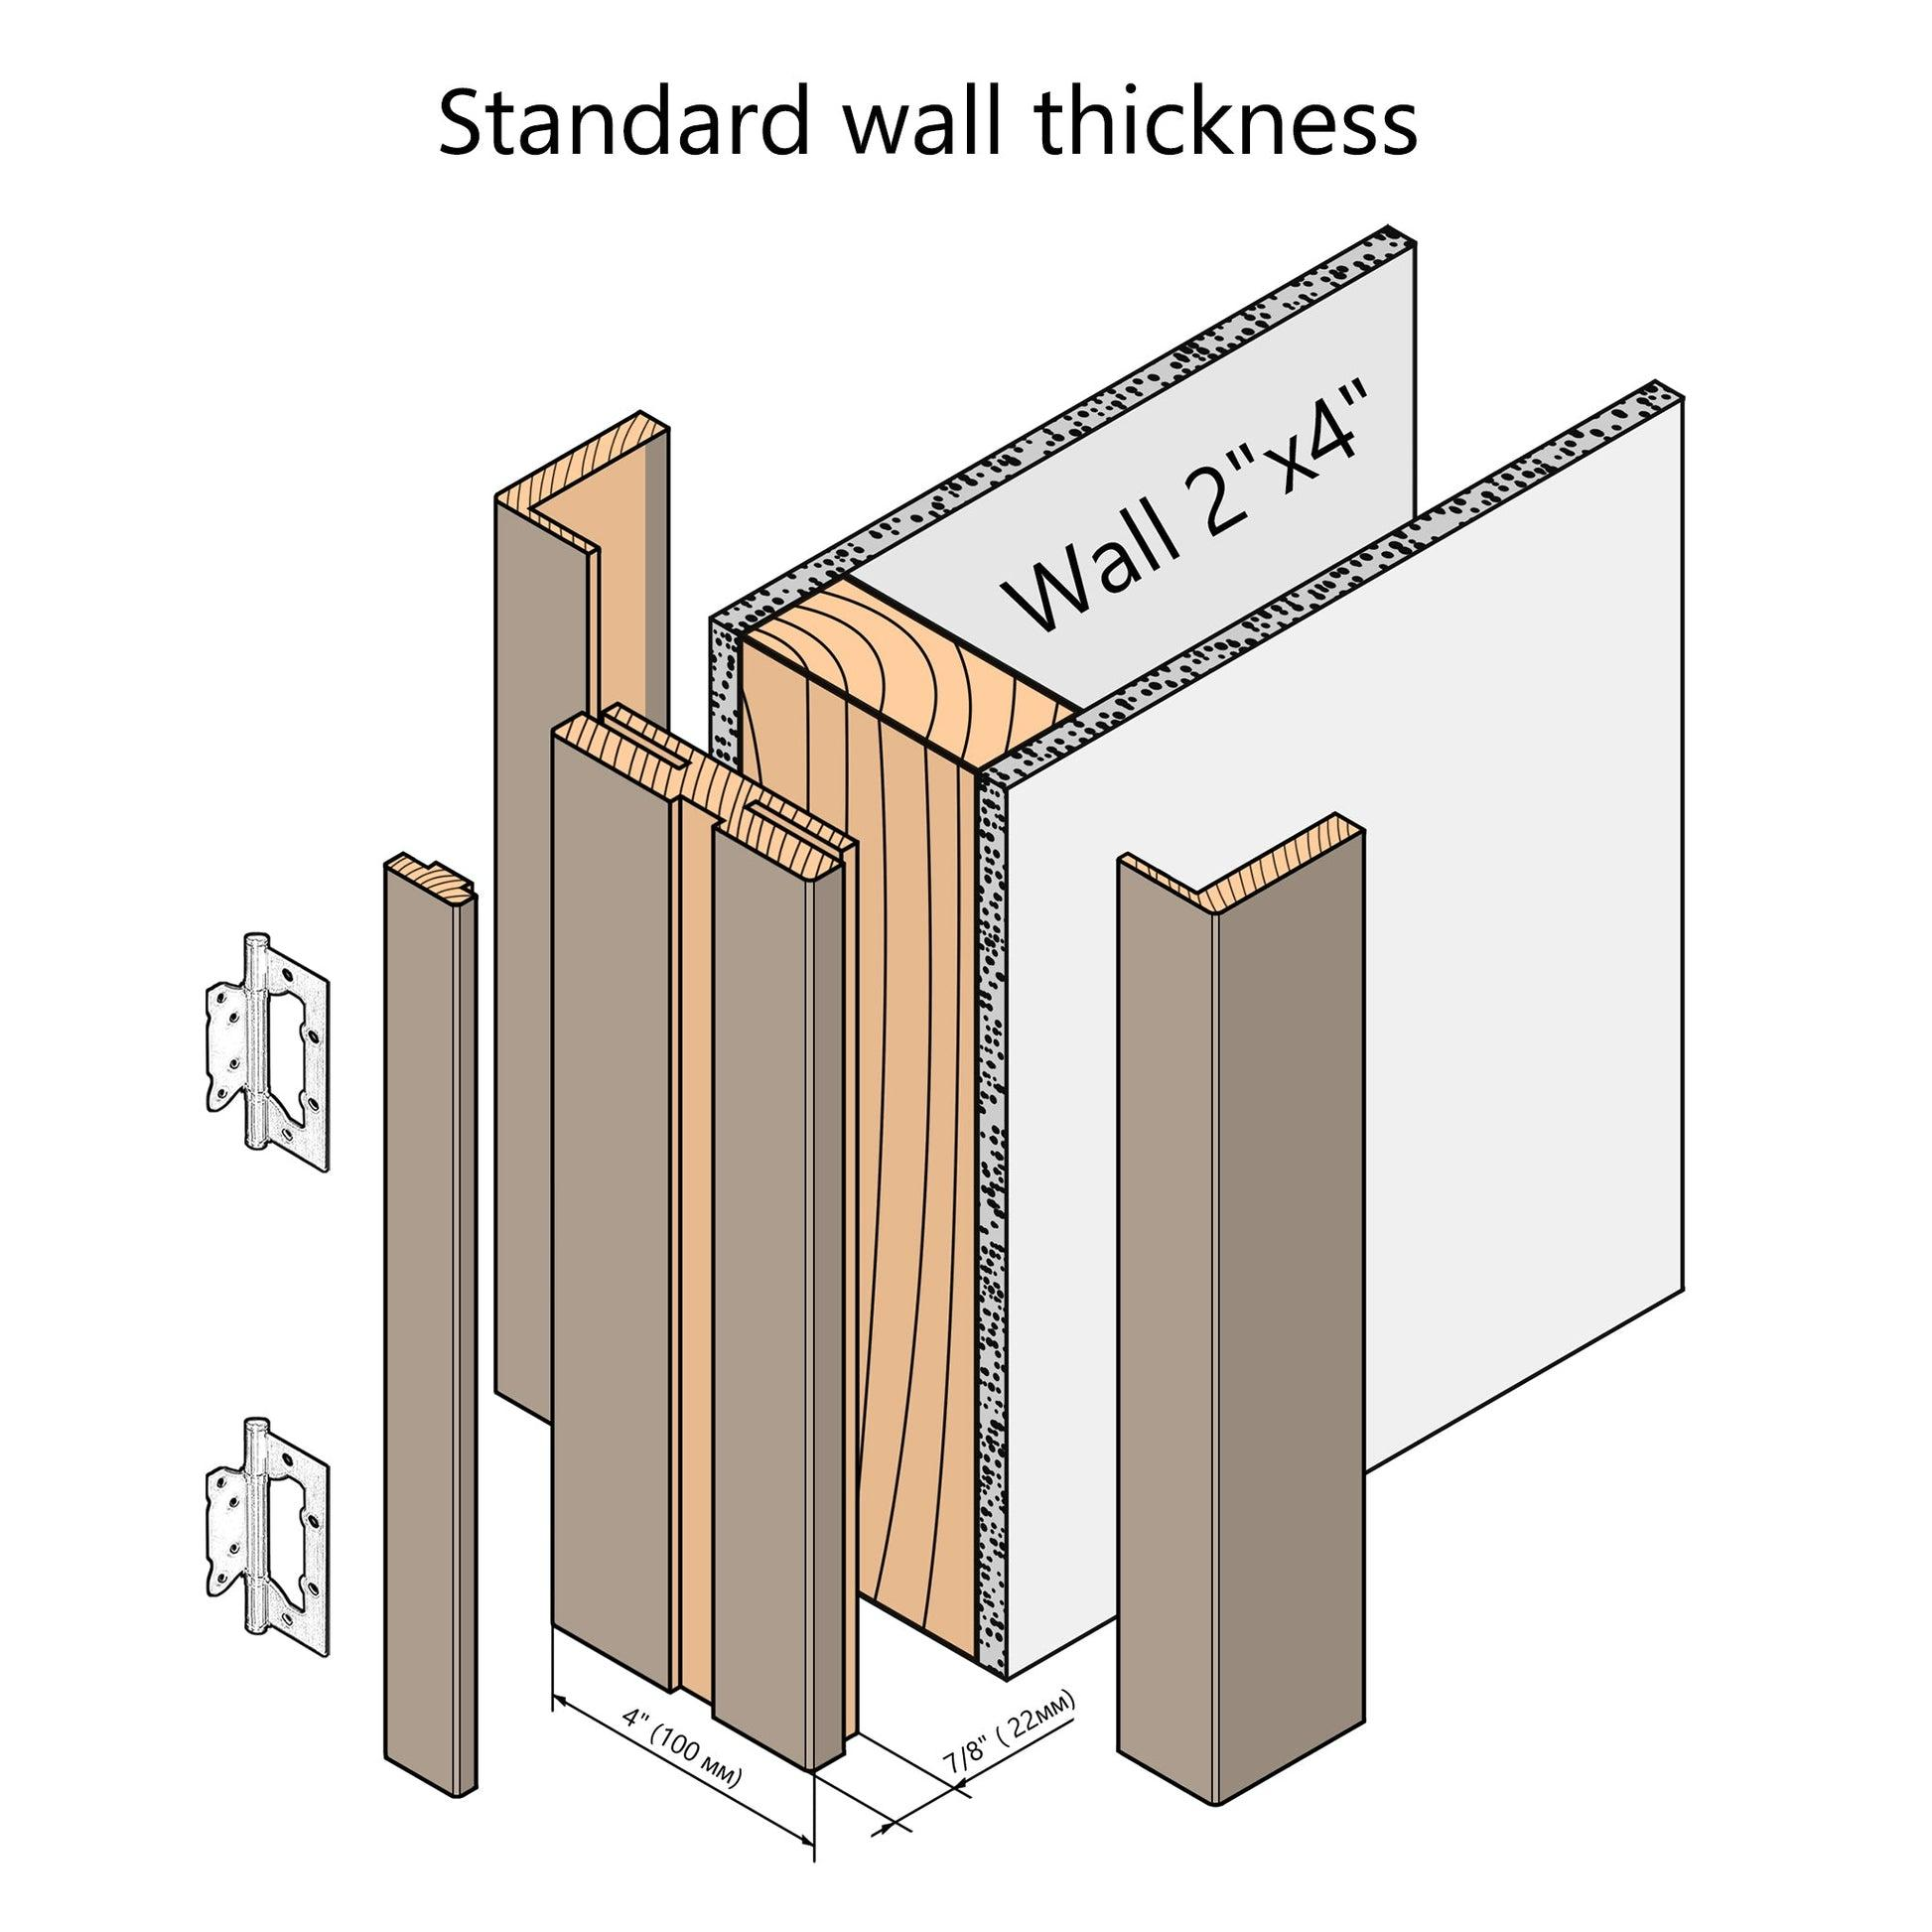 Standard wall thickness
Wall 2"x4"
4" (100 мм)
7/8" ( 22мм)